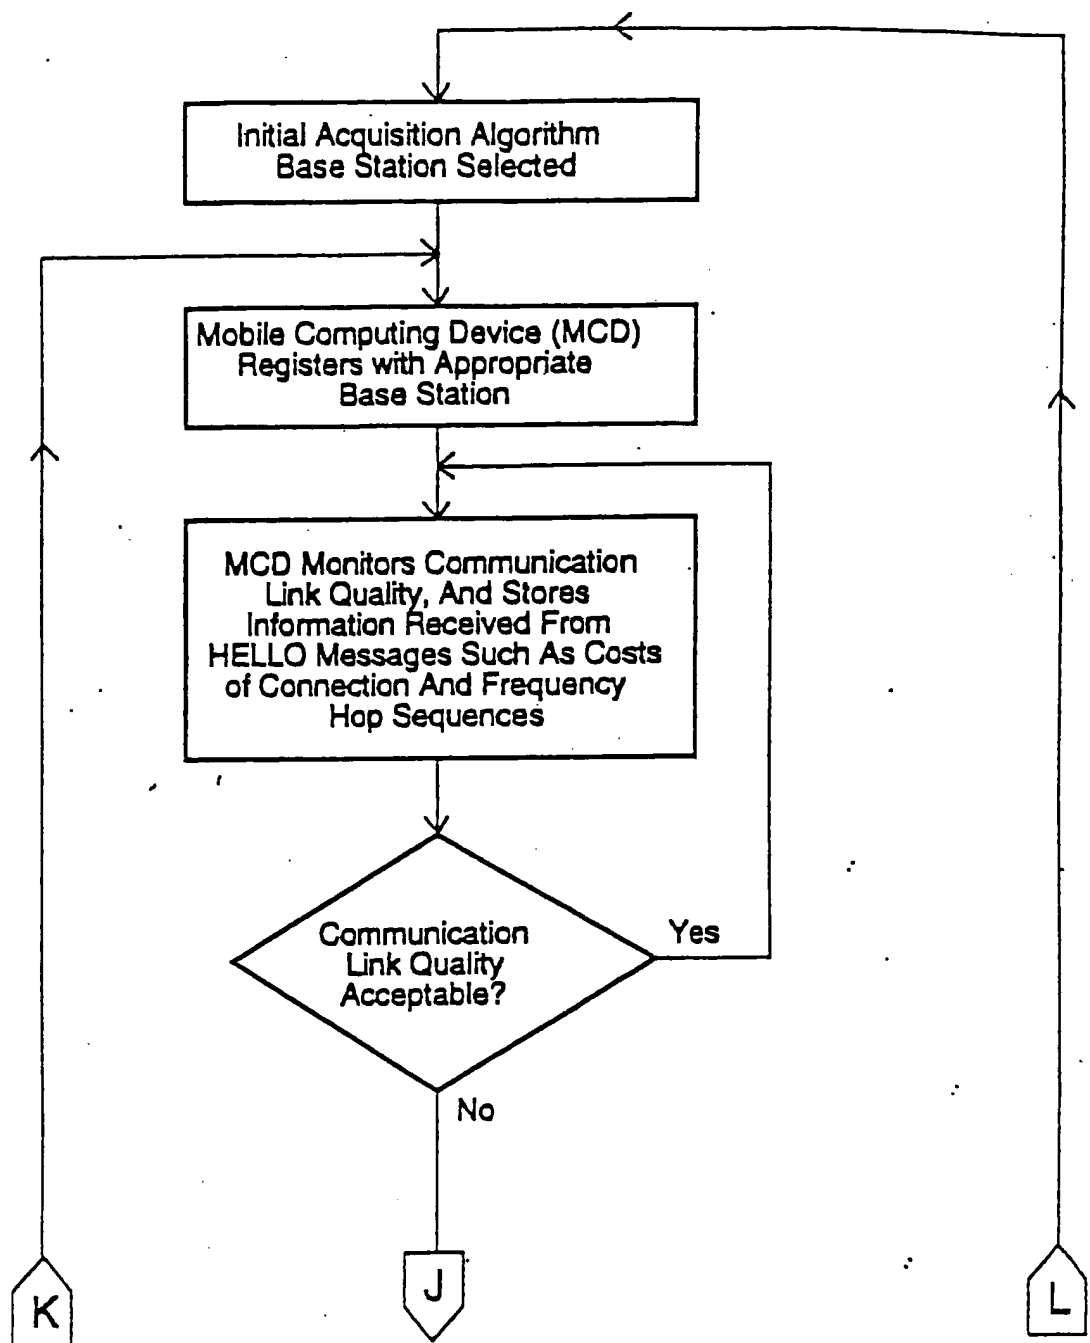 Initial Acquisition Algorithm
Base Station Selected
Mobile Computing Device (MCD)
Registers with Appropriate
Base Station
MCD Monitors Communication
Link Quality, And Stores
Information Received From
HELLO Messages Such As Costs
of Connection And Frequency
Hop Sequences
Communication
Link Quality
Acceptable?
Yes
No
K
J
L